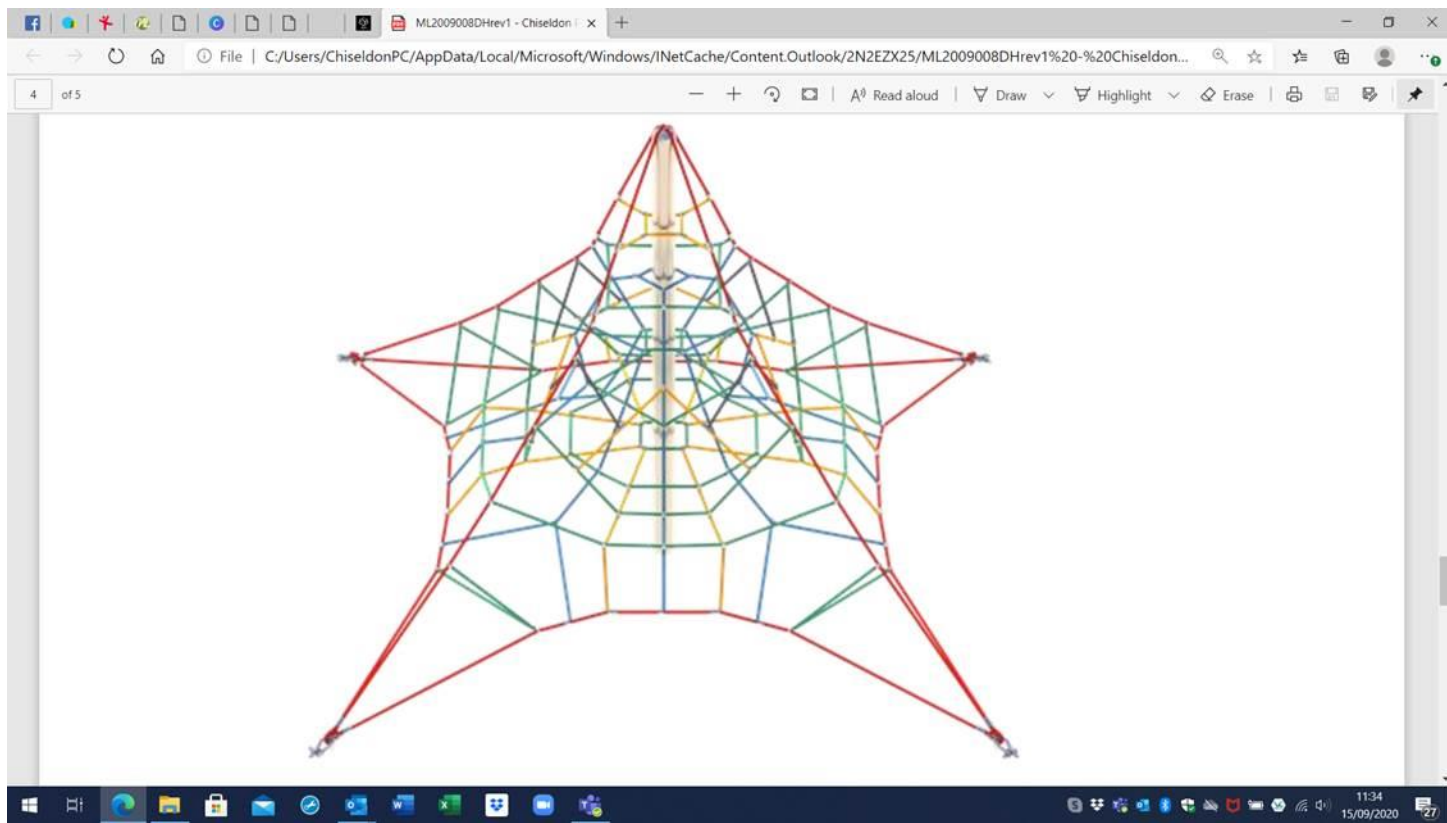 ML2009008DHrev1 - Chiseldon
File
C:/Users/ChiseldonPC/AppData/Local/Microsoft/Windows/INetCache/Content.Outlook/2N2EZX25/ML2009008DHrev1%20-%20Chiseldon...
4 of 5
Read aloud
Draw
Highlight
Erase
11:34
15/09/2020
27